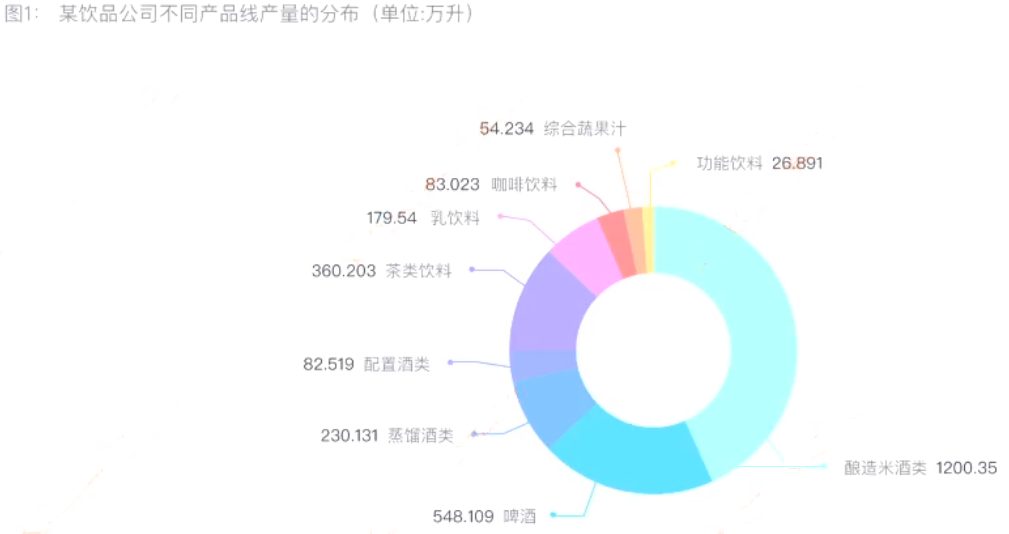 图1： 某饮品公司不同产品线产量的分布（单位:万升）
54.234 综合蔬果汁
功能饮料 26.891
83.023 咖啡饮料
179.54 乳饮料
360.203 茶类饮料
82.519 配置酒类
230.131 蒸馏酒类
酿造米酒类 1200.35
548.109 啤酒